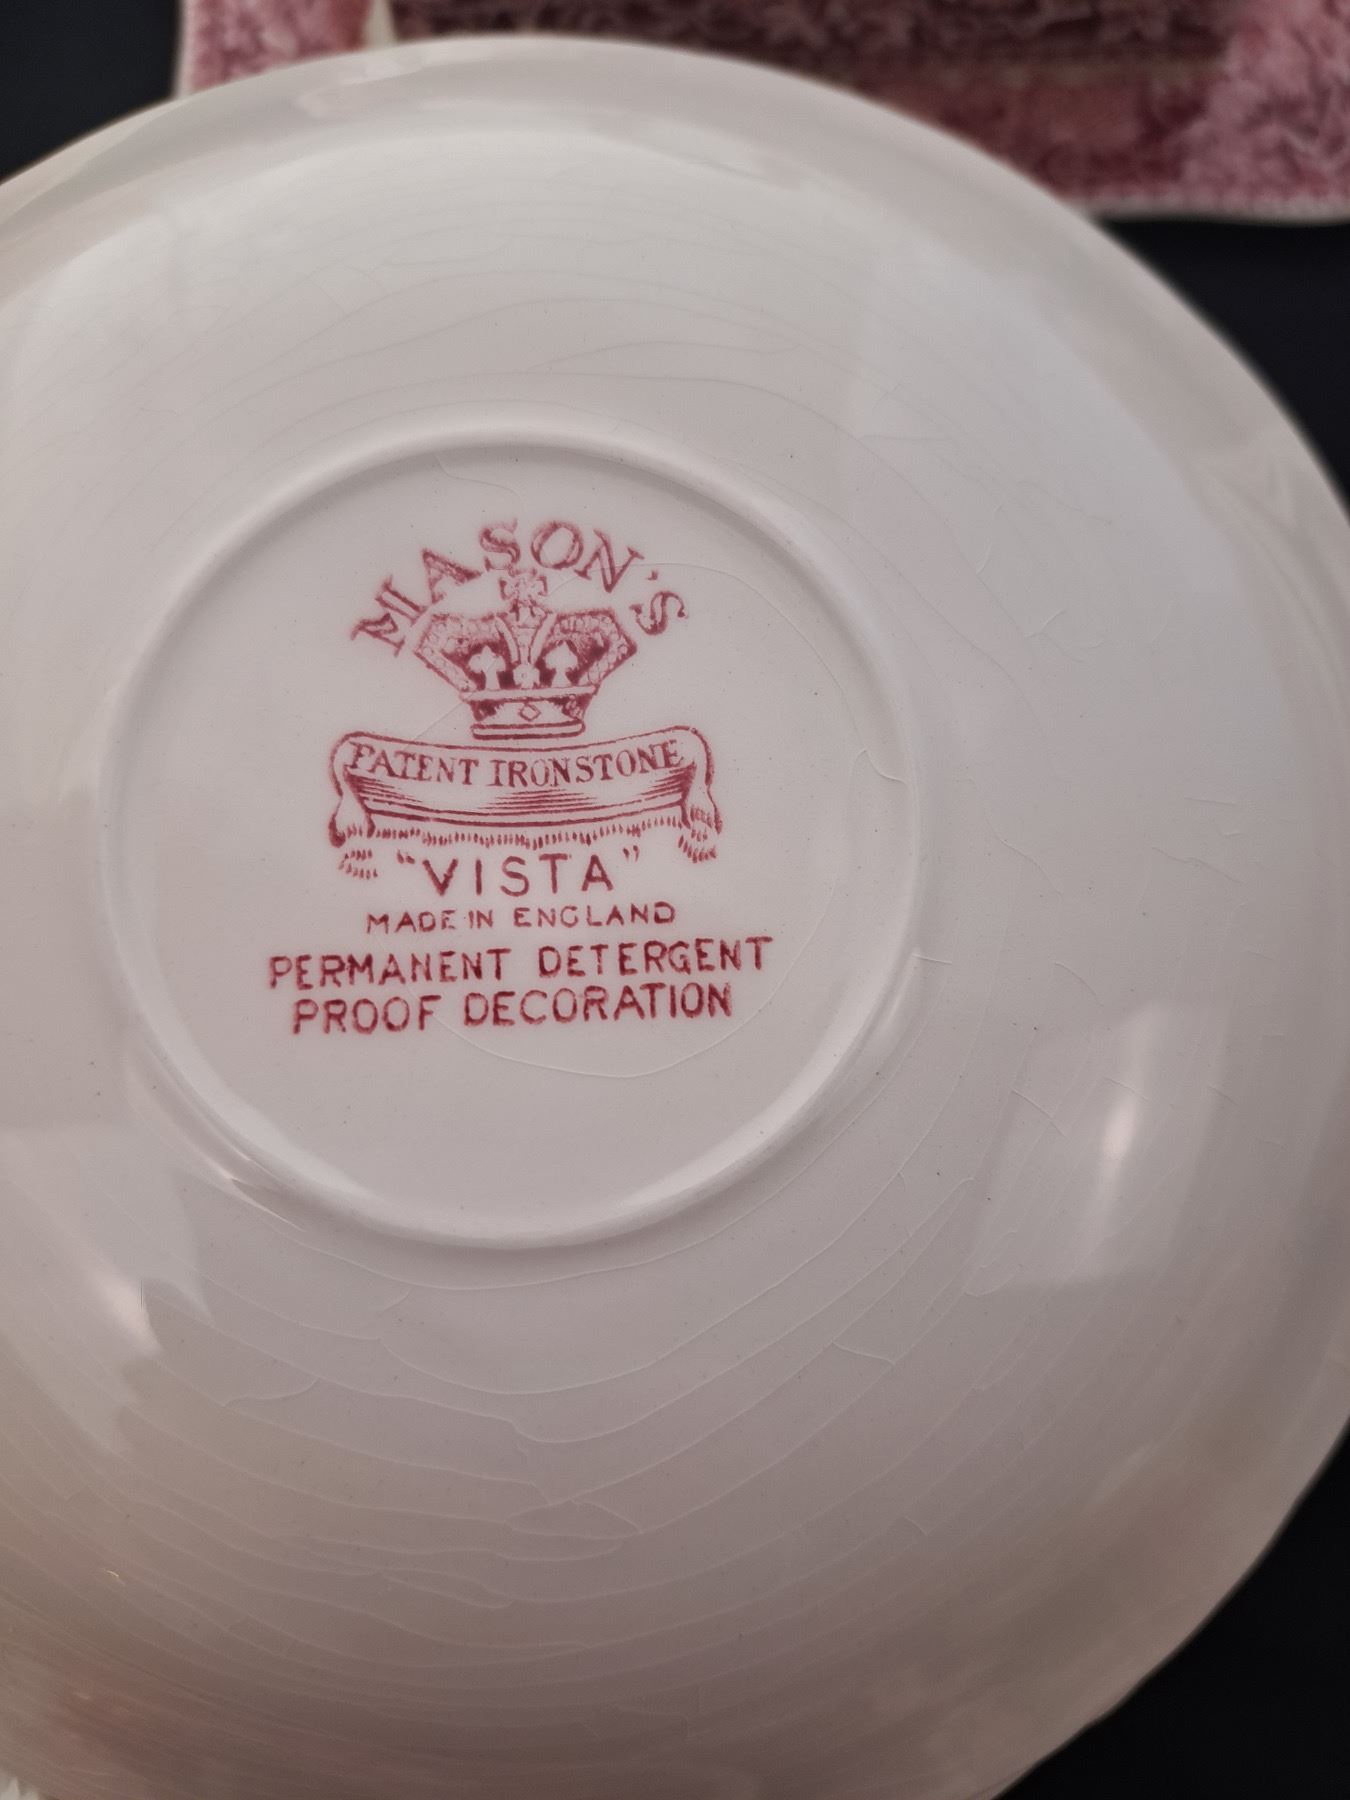 MASON'S
PATENT IRONSTONE
"VISTA"
MADE IN ENGLAND
PERMANENT DETERGENT
PROOF DECORATION